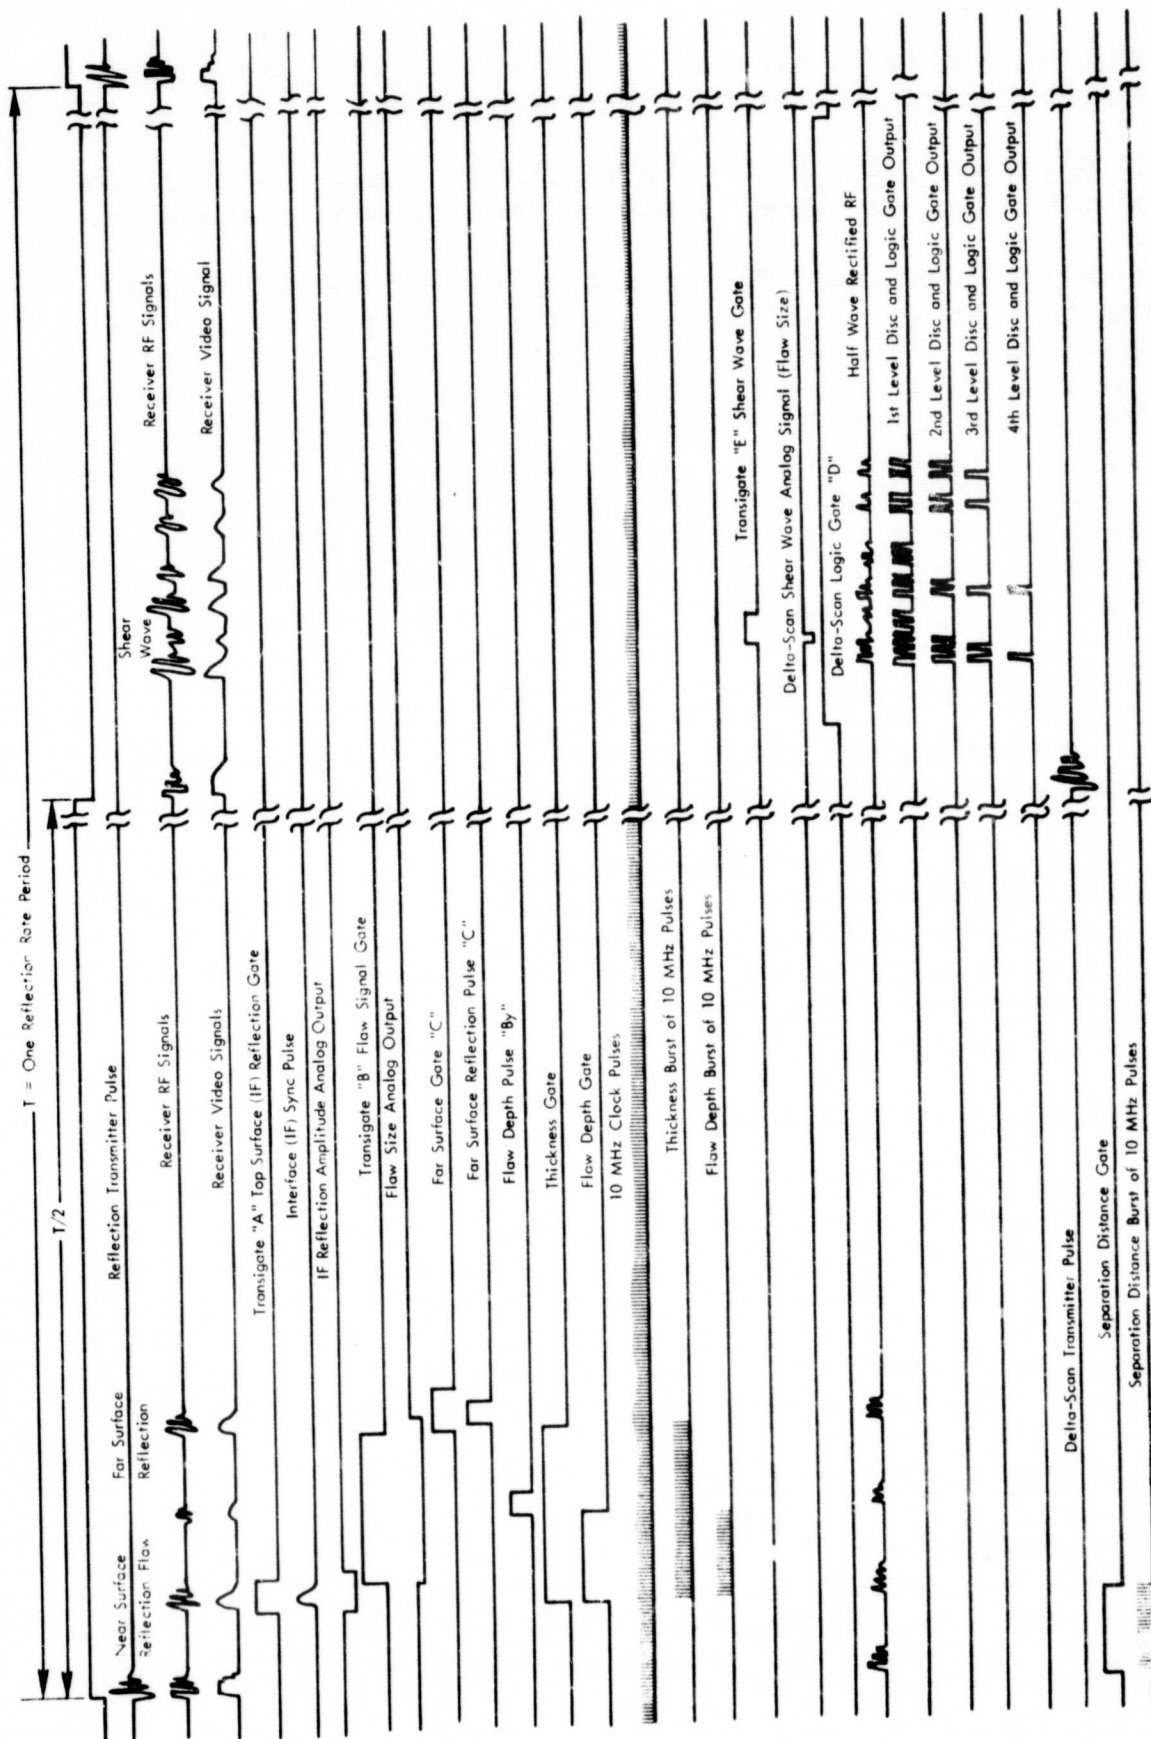 T = One Reflection Rate Period
T/2
Reflection Transmitter Pulse
Near Surface
Reflection Flaw
Far Surface
Reflection
Shear
Wave
Receiver RF Signals
Receiver RF Signals
Receiver Video Signals
Receiver Video Signal
Transigate "A" Top Surface (IF) Reflection Gate
Interface (IF) Sync Pulse
IF Reflection Amplitude Analog Output
Transigate "B" Flaw Signal Gate
Flaw Size Analog Output
Far Surface Gate "C"
Far Surface Reflection Pulse "C"
Flaw Depth Pulse "By"
Thickness Gate
Flaw Depth Gate
10 MHz Clock Pulses
Thickness Burst of 10 MHz Pulses
Flaw Depth Burst of 10 MHz Pulses
Transigate "E" Shear Wave Gate
Delta-Scan Shear Wave Analog Signal (Flaw Size)
Delta-Scan Logic Gate "D"
Half Wave Rectified RF
1st Level Disc and Logic Gate Output
2nd Level Disc and Logic Gate Output
3rd Level Disc and Logic Gate Output
4th Level Disc and Logic Gate Output
Delta-Scan Transmitter Pulse
Separation Distance Gate
Separation Distance Burst of 10 MHz Pulses